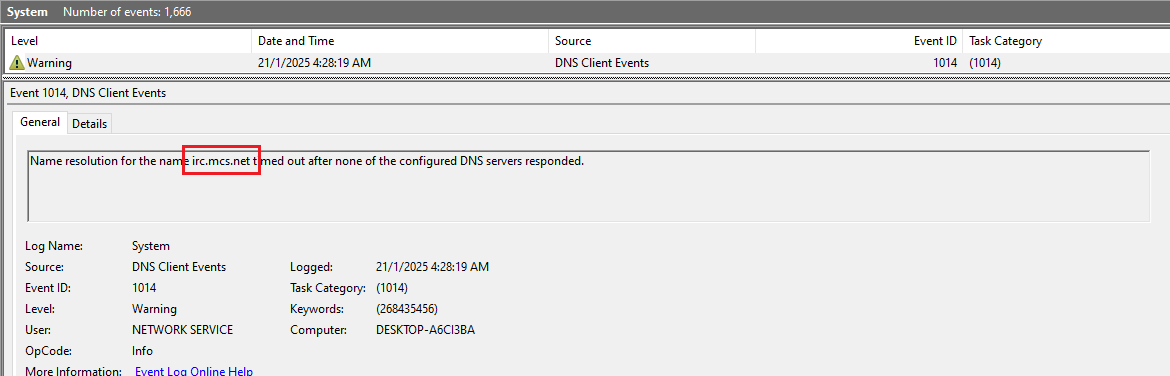 System Number of events: 1,666
Level Date and Time Source Event ID Task Category
Warning 21/1/2025 4:28:19 AM DNS Client Events 1014 (1014)
Event 1014, DNS Client Events
General Details
Name resolution for the name irc.mcs.net timed out after none of the configured DNS servers responded.
Log Name: System
Source: DNS Client Events Logged: 21/1/2025 4:28:19 AM
Event ID: 1014 Task Category: (1014)
Level: Warning Keywords: (268435456)
User: NETWORK SERVICE Computer: DESKTOP-A6CI3BA
OpCode: Info
More Information: Event Log Online Help